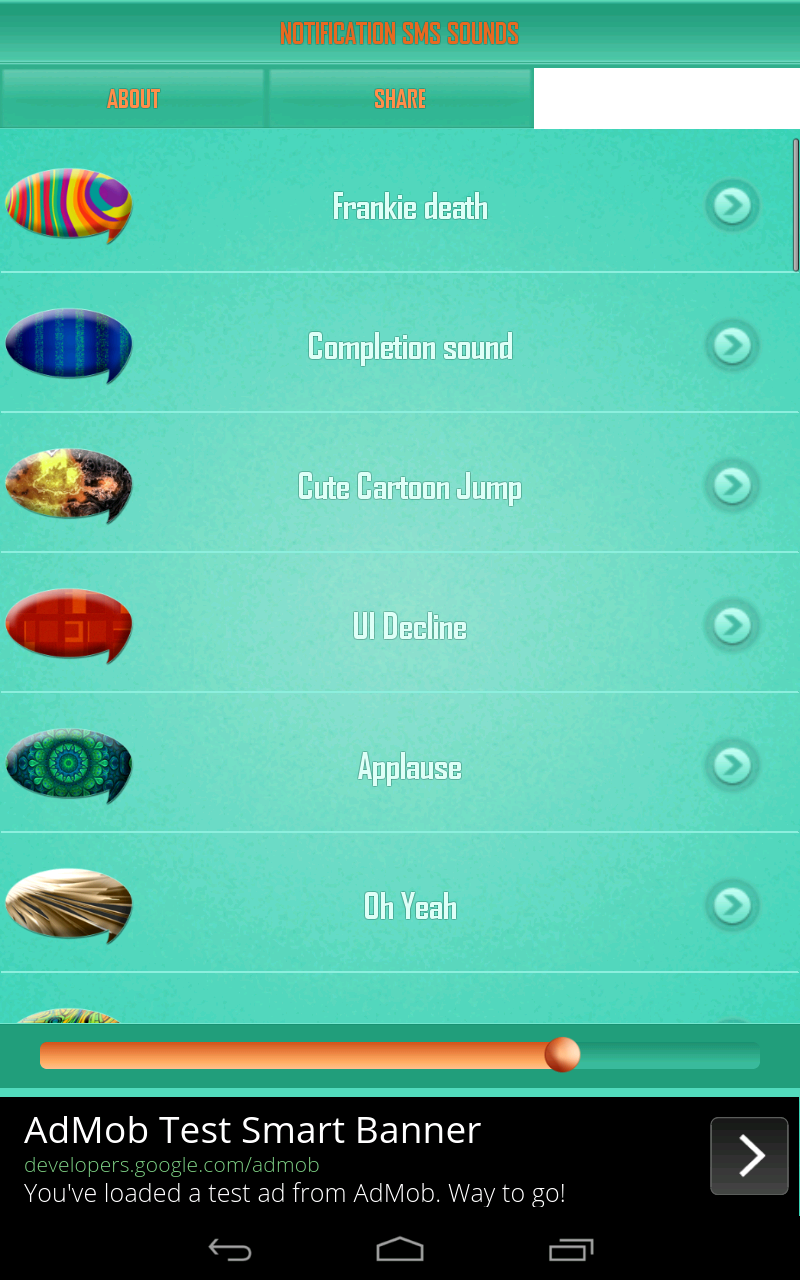 NOTIFICATION SMS SOUNDS
ABOUT
SHARE
Frankie death
Completion sound
Cute Cartoon Jump
UI Decline
Applause
Oh Yeah
AdMob Test Smart Banner
developers.google.com/admob
You've loaded a test ad from AdMob. Way to go!